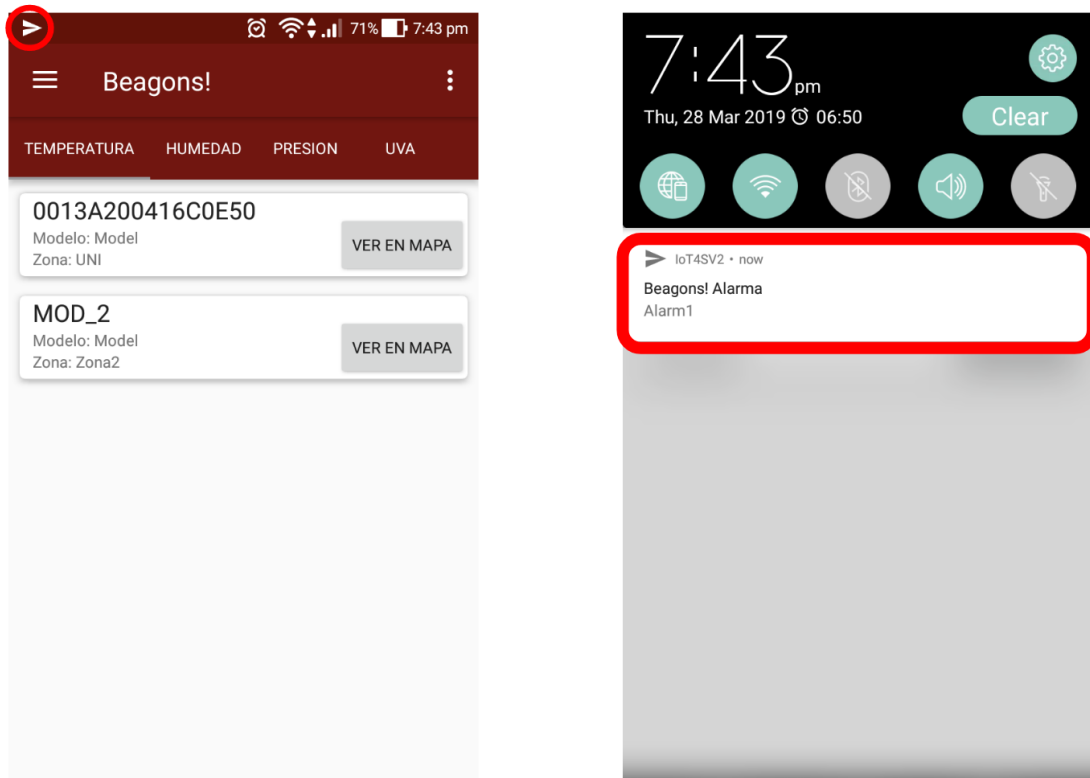 71% 7:43 pm
Beagons!
TEMPERATURA HUMEDAD PRESION UVA
0013A200416C0E50
Modelo: Model
Zona: UNI
VER EN MAPA
MOD_2
Modelo: Model
Zona: Zona2
VER EN MAPA
7:43 pm
Thu, 28 Mar 2019 06:50
Clear
IoT4SV2 • now
Beagons! Alarma
Alarm1